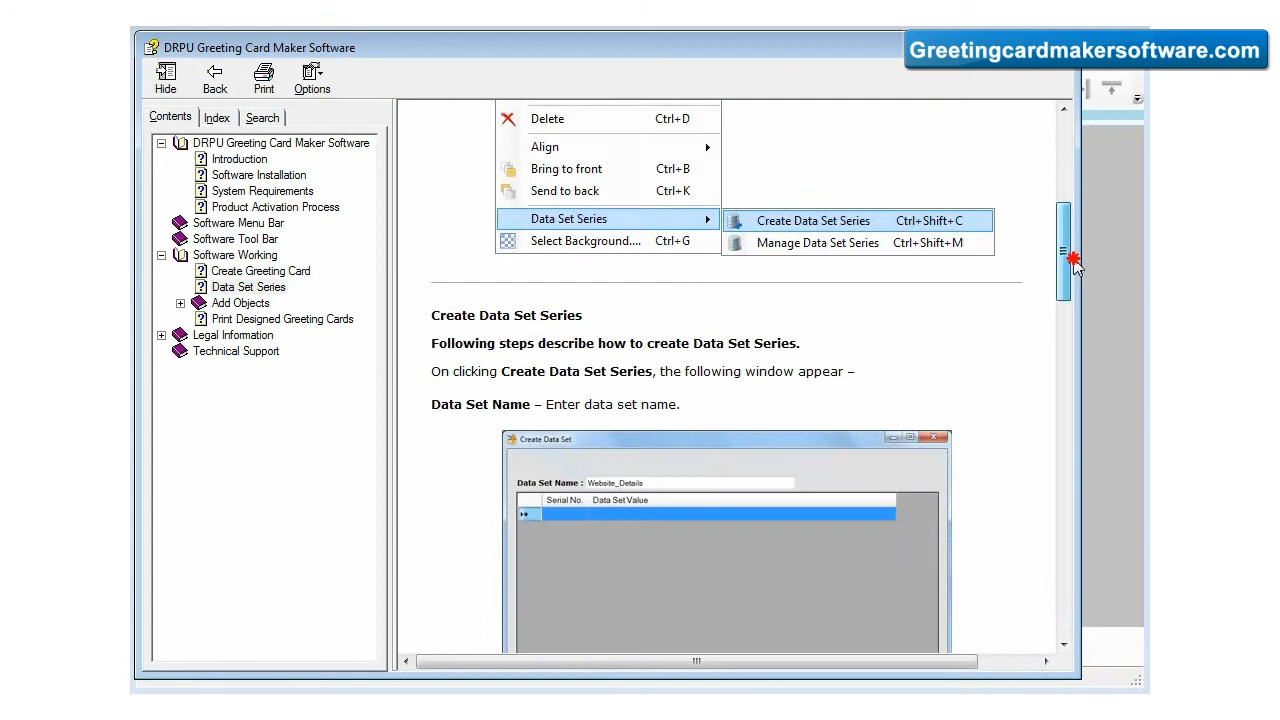 DRPU Greeting Card Maker Software
Greetingcardmakersoftware.com
Hide Back Print Options
Contents Index Search
DRPU Greeting Card Maker Software
Introduction
Software Installation
System Requirements
Product Activation Process
Software Menu Bar
Software Tool Bar
Software Working
Create Greeting Card
Data Set Series
Add Objects
Print Designed Greeting Cards
Legal Information
Technical Support
Delete Ctrl+D
Align
Bring to front Ctrl+B
Send to back Ctrl+K
Data Set Series
Select Background.... Ctrl+G
Create Data Set Series Ctrl+Shift+C
Manage Data Set Series Ctrl+Shift+M
Create Data Set Series
Following steps describe how to create Data Set Series.
On clicking Create Data Set Series, the following window appear –
Data Set Name – Enter data set name.
Create Data Set
Data Set Name : Website_Details
Serial No. Data Set Value